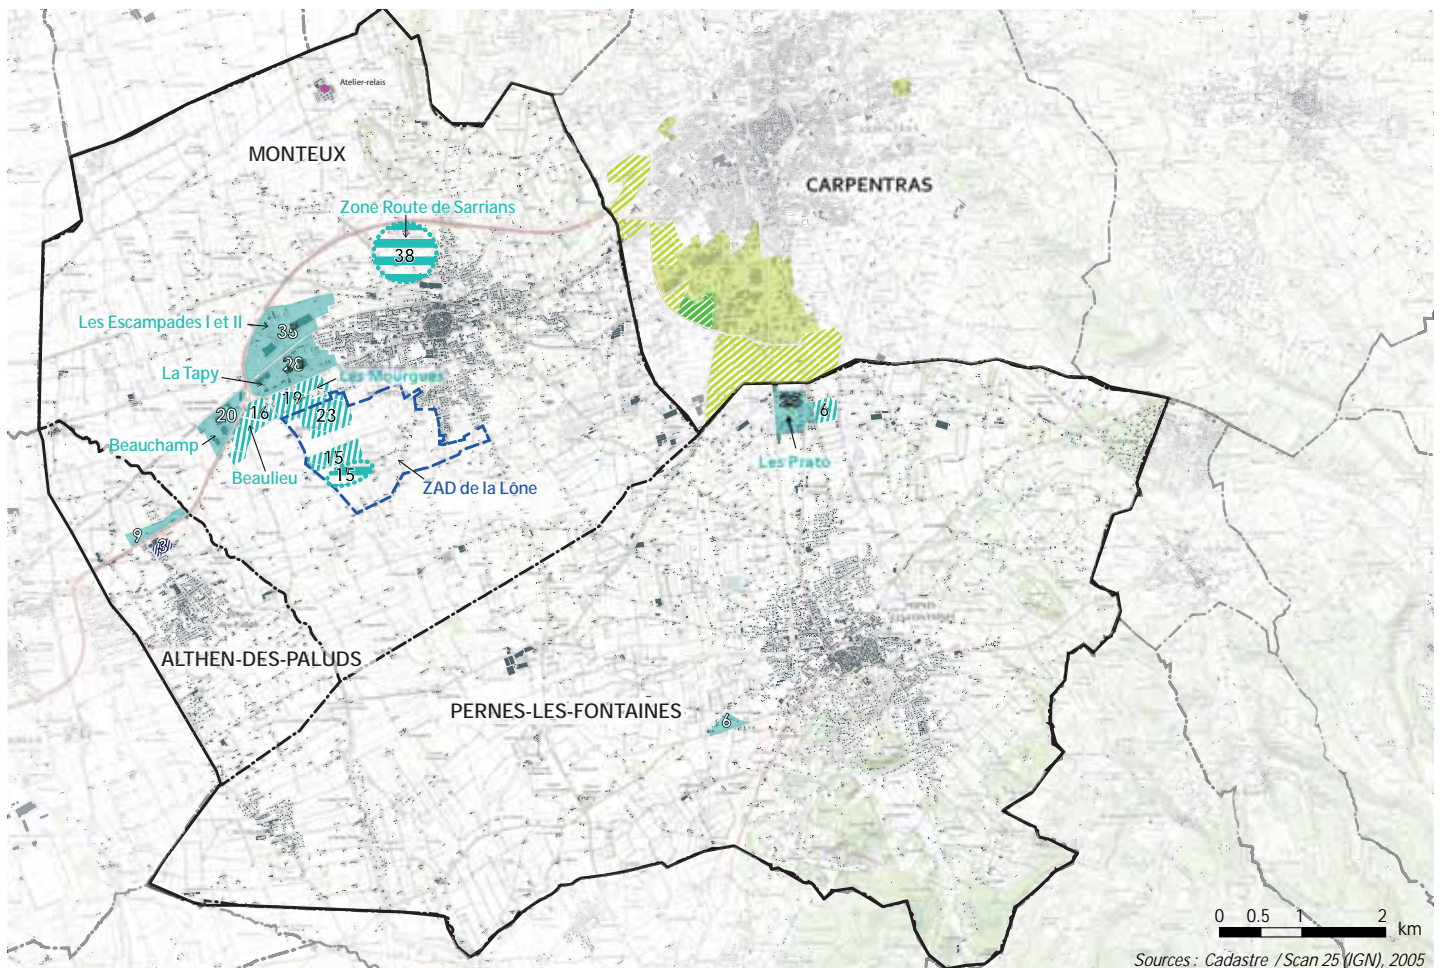 Atelier-relais
MONTEUX
CARPENTRAS
Zone Route de Sarrians
38
Les Escampades I et II
35
28
La Tapy
Les Mourgues
19
20
16
23
6
Beauchamp
15
Les Prato
Beaulieu
15
ZAD de la Lône
9
3
ALTHEN-DES-PALUDS
PERNES-LES-FONTAINES
6
0 0.5 1 2
km
Sources : Cadastre / Scan 25 (IGN), 2005